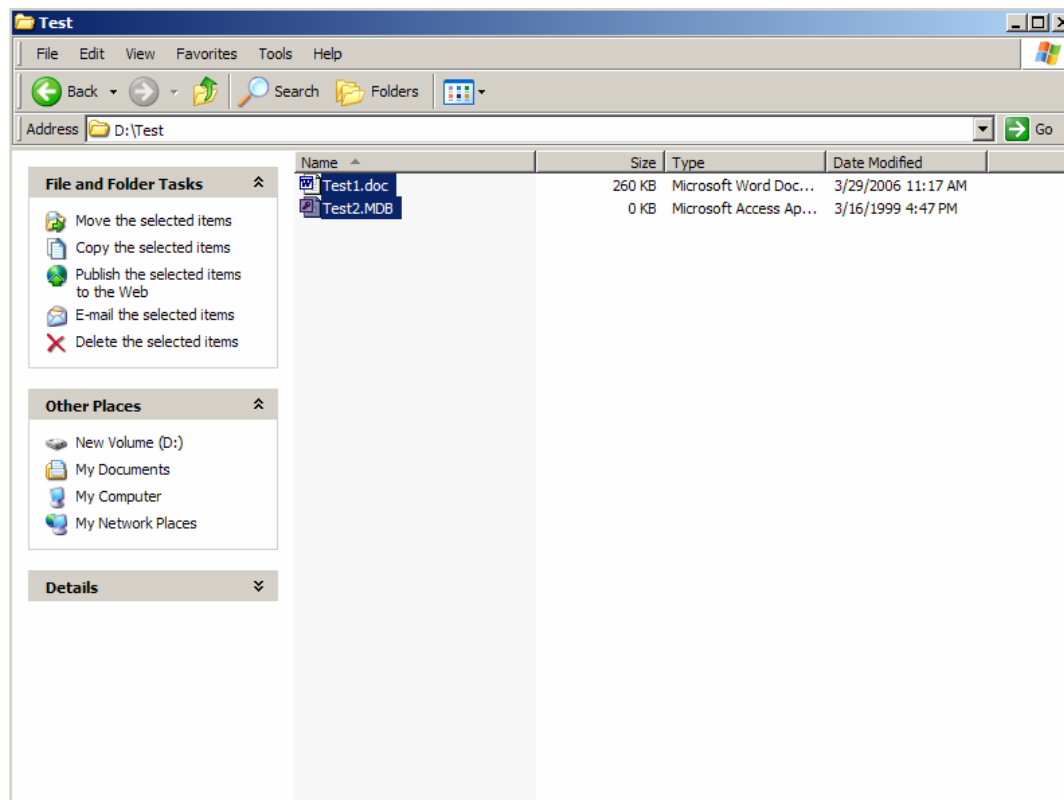 Test
File Edit View Favorites Tools Help
Back Search Folders
Address D:\Test Go
Name Size Type Date Modified
File and Folder Tasks
Test1.doc 260 KB Microsoft Word Doc... 3/29/2006 11:17 AM
Test2.MDB 0 KB Microsoft Access Ap... 3/16/1999 4:47 PM
Move the selected items
Copy the selected items
Publish the selected items
to the Web
E-mail the selected items
Delete the selected items
Other Places
New Volume (D:)
My Documents
My Computer
My Network Places
Details